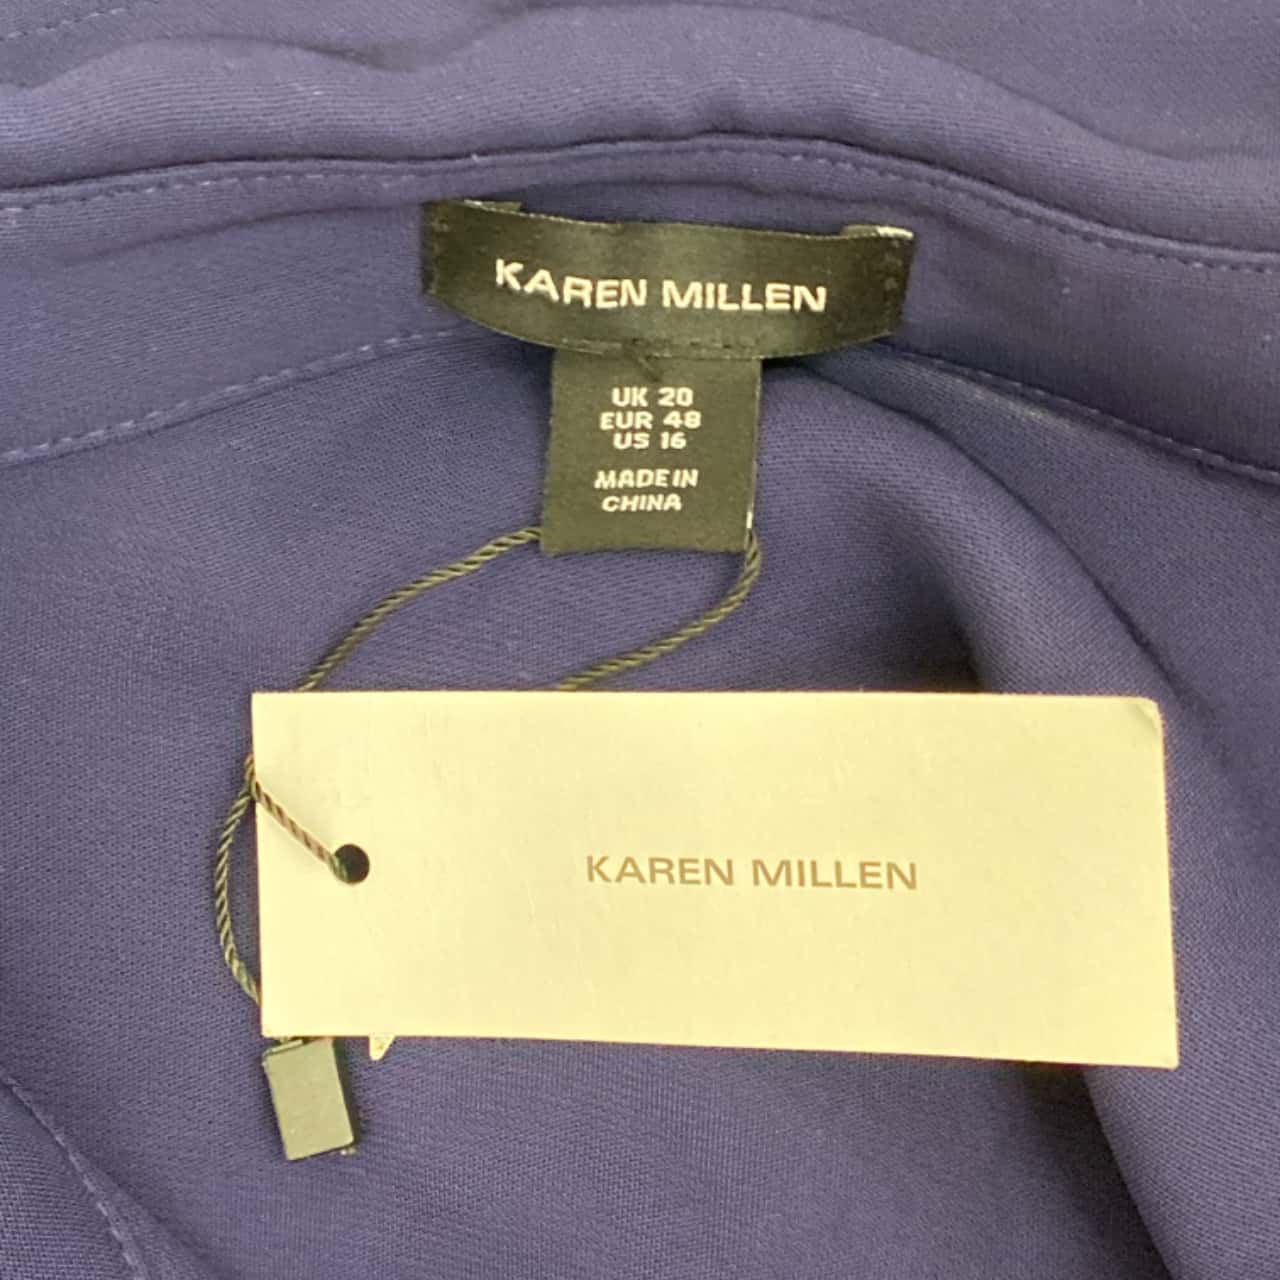 KAREN MILLEN
UK 20
EUR 48
US 16
MADE IN
CHINA
KAREN MILLEN